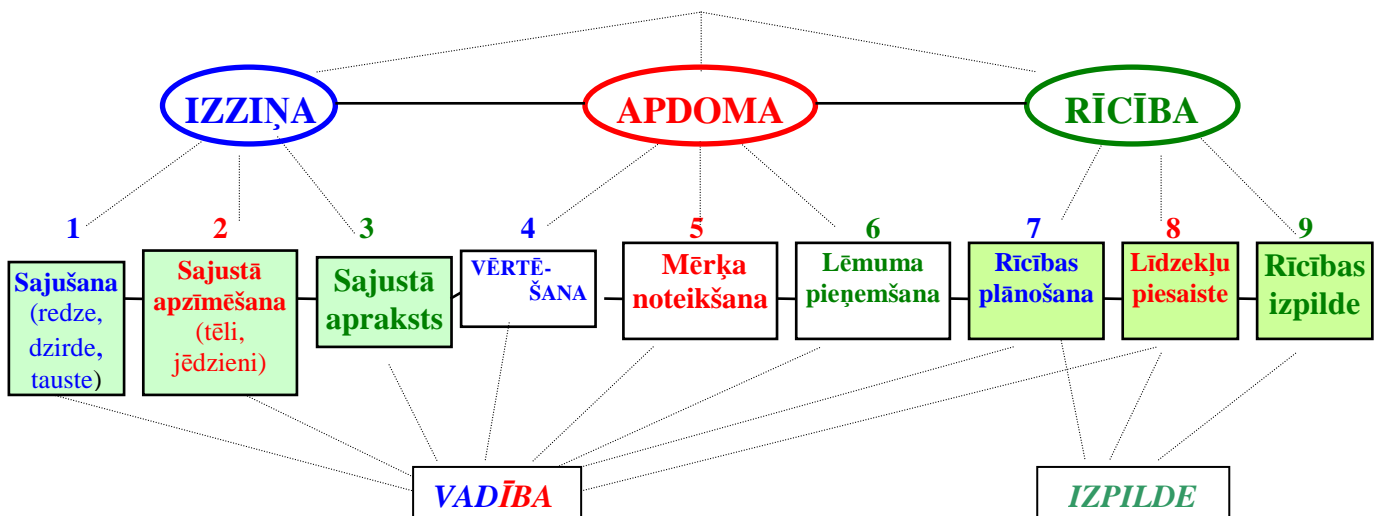 IZZIŅA
APDOMA
RĪCĪBA
1
2
3
4
5
6
7
8
9
Sajušana
(redze,
dzirde,
tauste)
Sajustā
apzīmēšana
(tēli,
jēdzieni)
Sajustā
apraksts
VĒRTĒ-
ŠANA
Mērķa
noteikšana
Lēmuma
pieņemšana
Rīcības
plānošana
Līdzekļu
piesaiste
Rīcības
izpilde
VADĪBA
IZPILDE